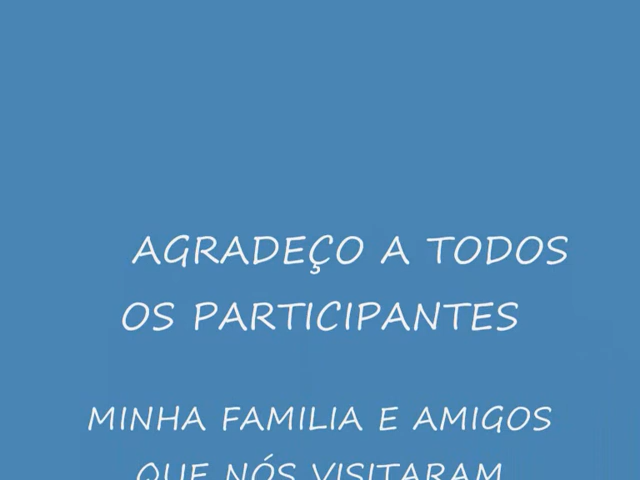 AGRADEÇO A TODOS
OS PARTICIPANTES
MINHA FAMILIA E AMIGOS
QUE NÓS VISITARAM